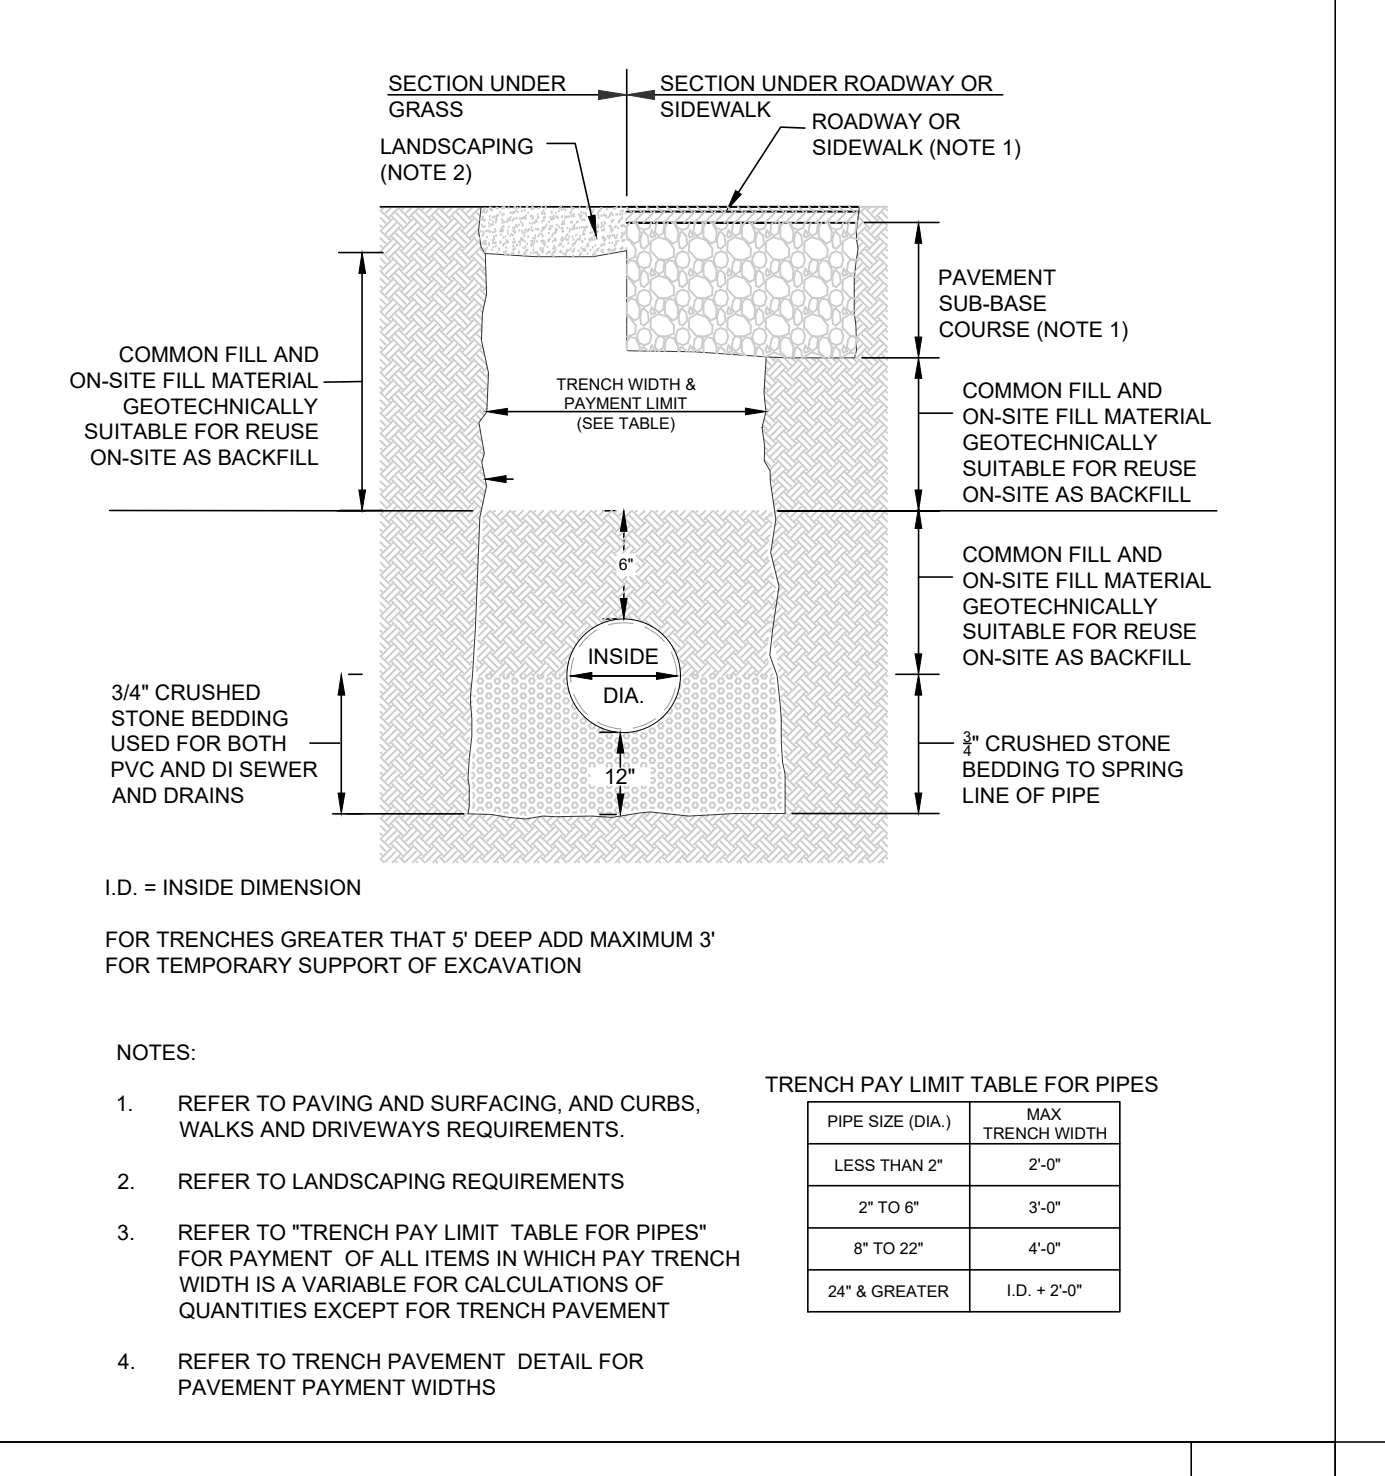 SECTION UNDER
GRASS
SECTION UNDER ROADWAY OR
SIDEWALK
ROADWAY OR
SIDEWALK (NOTE 1)
LANDSCAPING
(NOTE 2)
PAVEMENT
SUB-BASE
COURSE (NOTE 1)
COMMON FILL AND
ON-SITE FILL MATERIAL
GEOTECHNICALLY
SUITABLE FOR REUSE
ON-SITE AS BACKFILL
TRENCH WIDTH &
PAYMENT LIMIT
(SEE TABLE)
COMMON FILL AND
ON-SITE FILL MATERIAL
GEOTECHNICALLY
SUITABLE FOR REUSE
ON-SITE AS BACKFILL
6"
COMMON FILL AND
ON-SITE FILL MATERIAL
GEOTECHNICALLY
SUITABLE FOR REUSE
ON-SITE AS BACKFILL
INSIDE
DIA.
3/4" CRUSHED
STONE BEDDING
USED FOR BOTH
PVC AND DI SEWER
AND DRAINS
12"
3/4" CRUSHED STONE
BEDDING TO SPRING
LINE OF PIPE
I.D. = INSIDE DIMENSION
FOR TRENCHES GREATER THAT 5' DEEP ADD MAXIMUM 3'
FOR TEMPORARY SUPPORT OF EXCAVATION
NOTES:
1. REFER TO PAVING AND SURFACING, AND CURBS,
WALKS AND DRIVEWAYS REQUIREMENTS.
2. REFER TO LANDSCAPING REQUIREMENTS
3. REFER TO "TRENCH PAY LIMIT TABLE FOR PIPES"
FOR PAYMENT OF ALL ITEMS IN WHICH PAY TRENCH
WIDTH IS A VARIABLE FOR CALCULATIONS OF
QUANTITIES EXCEPT FOR TRENCH PAVEMENT
4. REFER TO TRENCH PAVEMENT DETAIL FOR
PAVEMENT PAYMENT WIDTHS
TRENCH PAY LIMIT TABLE FOR PIPES
PIPE SIZE (DIA.) MAX
TRENCH WIDTH
LESS THAN 2" 2'-0"
2" TO 6" 3'-0"
8" TO 22" 4'-0"
24" & GREATER I.D. + 2'-0"